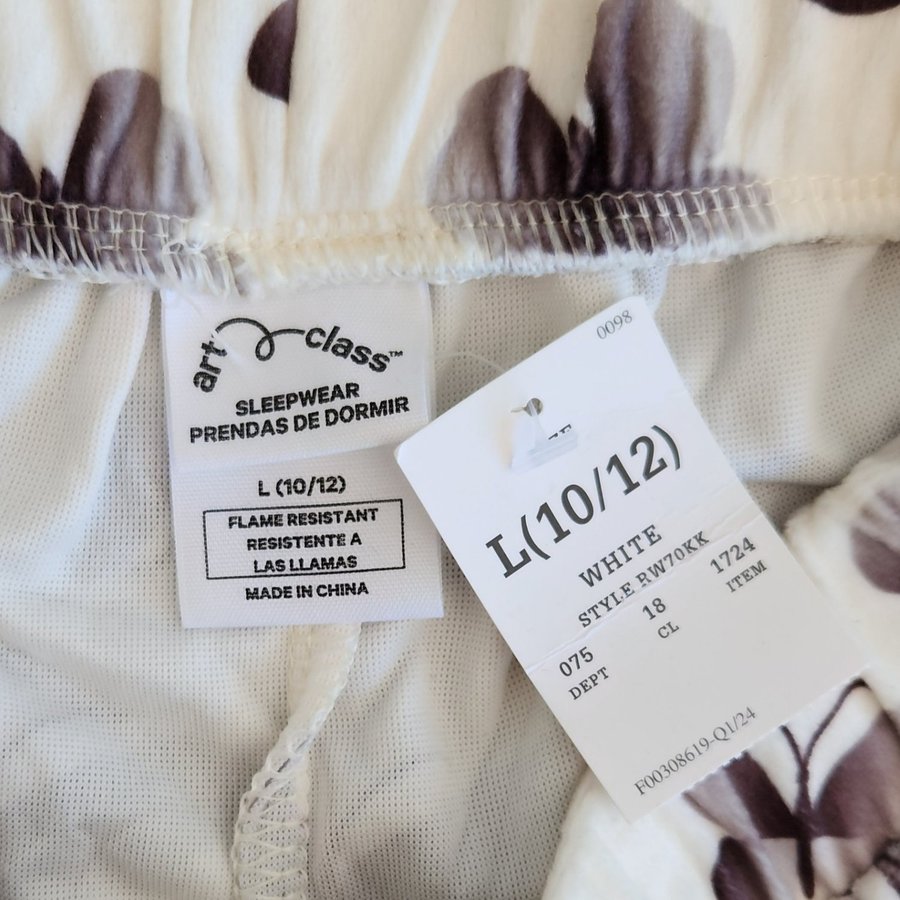 art class™
SLEEPWEAR
PRENDAS DE DORMIR
L (10/12)
FLAME RESISTANT
RESISTENTE A
LAS LLAMAS
MADE IN CHINA
0098
L(10/12)
WHITE
STYLE RW70KK
075 18 1724
DEPT CL ITEM
F00308619-Q1/24